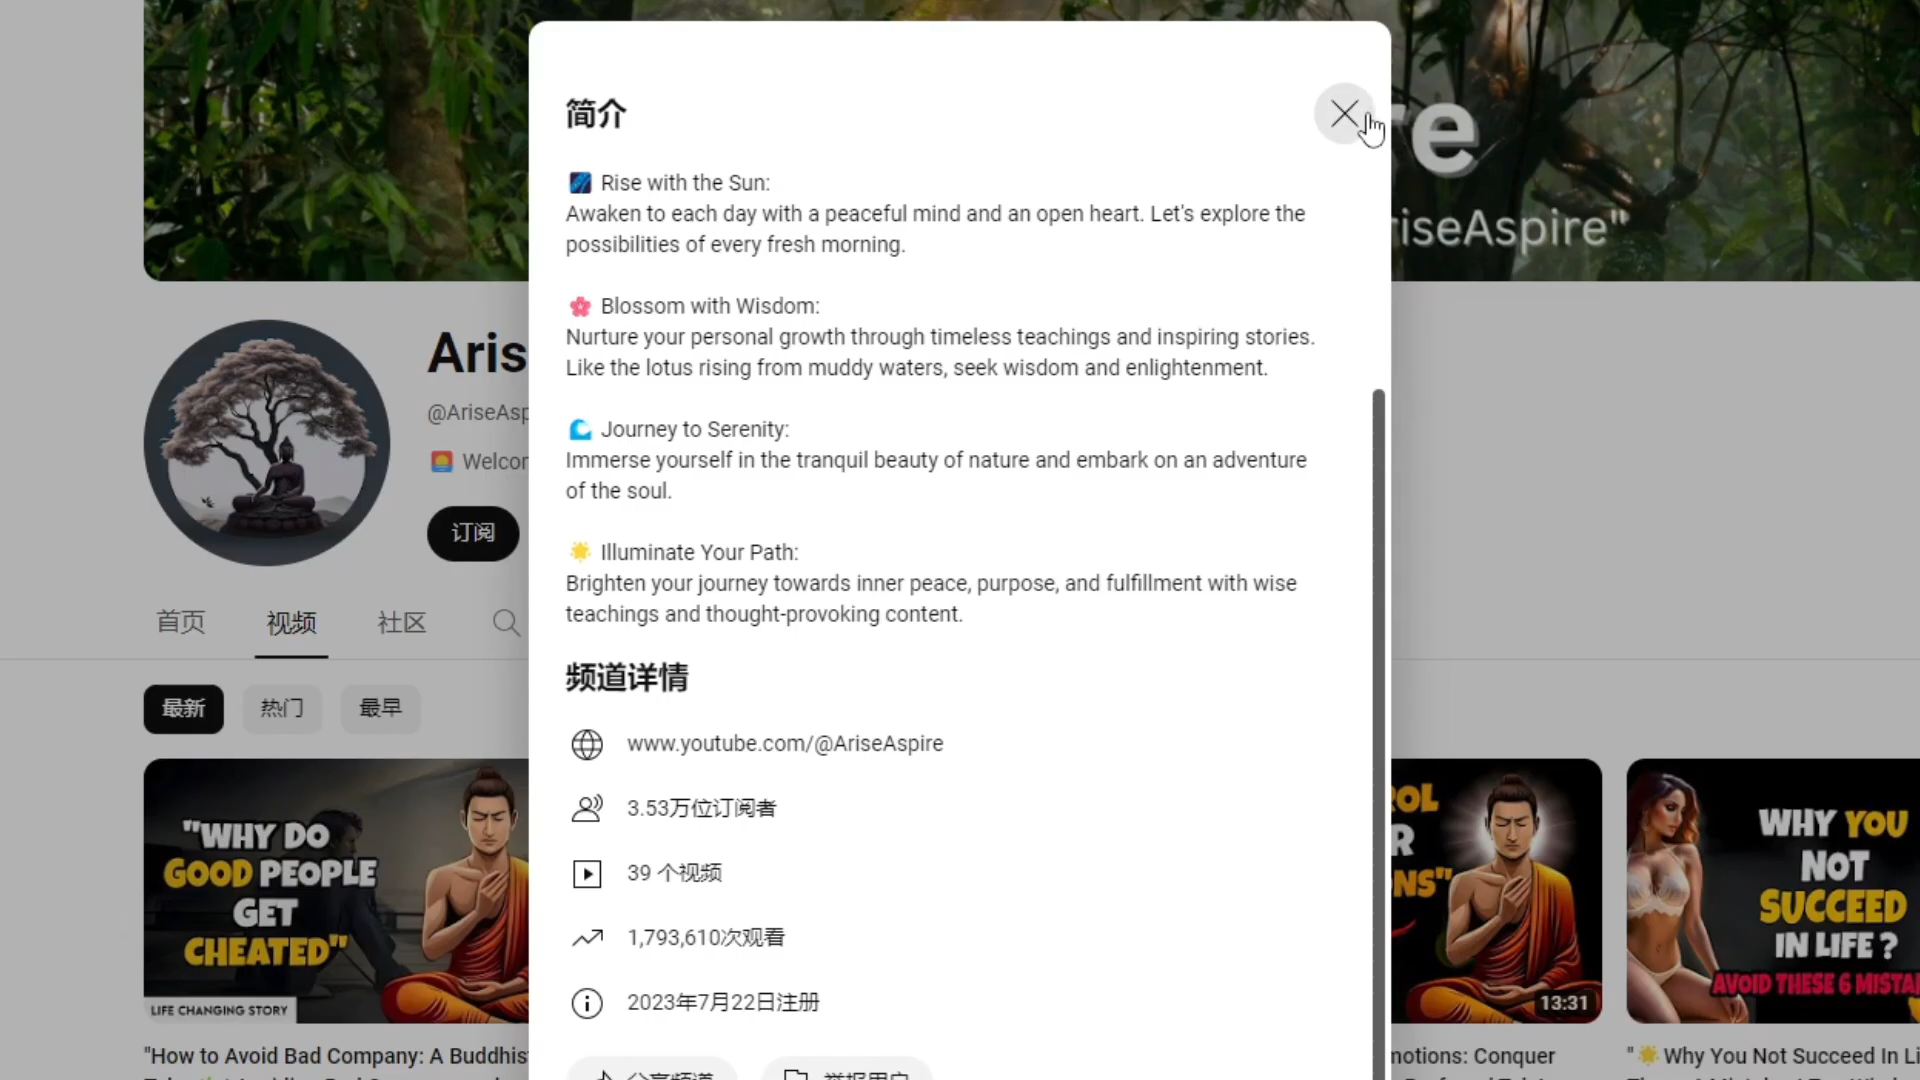 re
riseAspire"
简介
Rise with the Sun:
Awaken to each day with a peaceful mind and an open heart. Let's explore the
possibilities of every fresh morning.
Blossom with Wisdom:
Nurture your personal growth through timeless teachings and inspiring stories.
Like the lotus rising from muddy waters, seek wisdom and enlightenment.
Journey to Serenity:
Immerse yourself in the tranquil beauty of nature and embark on an adventure
of the soul.
Illuminate Your Path:
Brighten your journey towards inner peace, purpose, and fulfillment with wise
teachings and thought-provoking content.
频道详情
www.youtube.com/@AriseAspire
3.53万位订阅者
39 个视频
1,793,610次观看
2023年7月22日注册
Aris
@AriseAsp
Welcor
订阅
首页 视频 社区
最新 热门 最早
"WHY DO
GOOD PEOPLE
GET
CHEATED"
LIFE CHANGING STORY
"How to Avoid Bad Company: A Buddhis
ROL
R
NS"
13:31
motions: Conquer
WHY YOU
NOT
SUCCEED
IN LIFE ?
AVOID THESE 6 MISTA
"Why You Not Succeed In Li